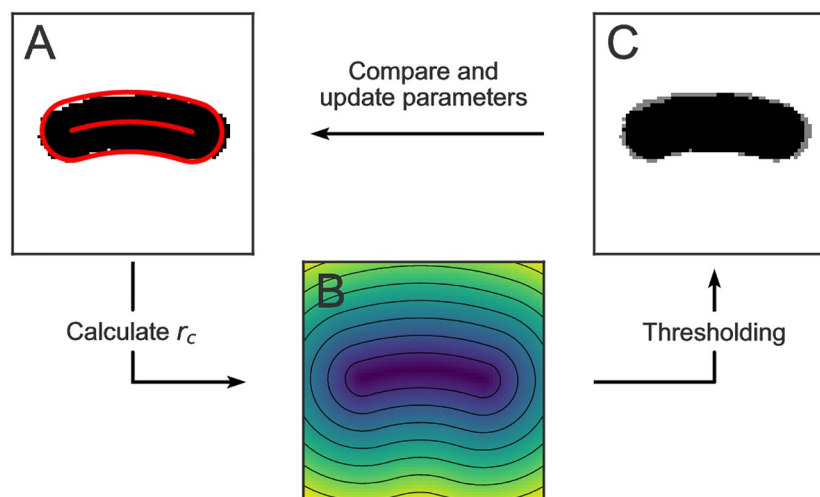 A
C
Compare and
update parameters
B
Calculate r_c
Thresholding